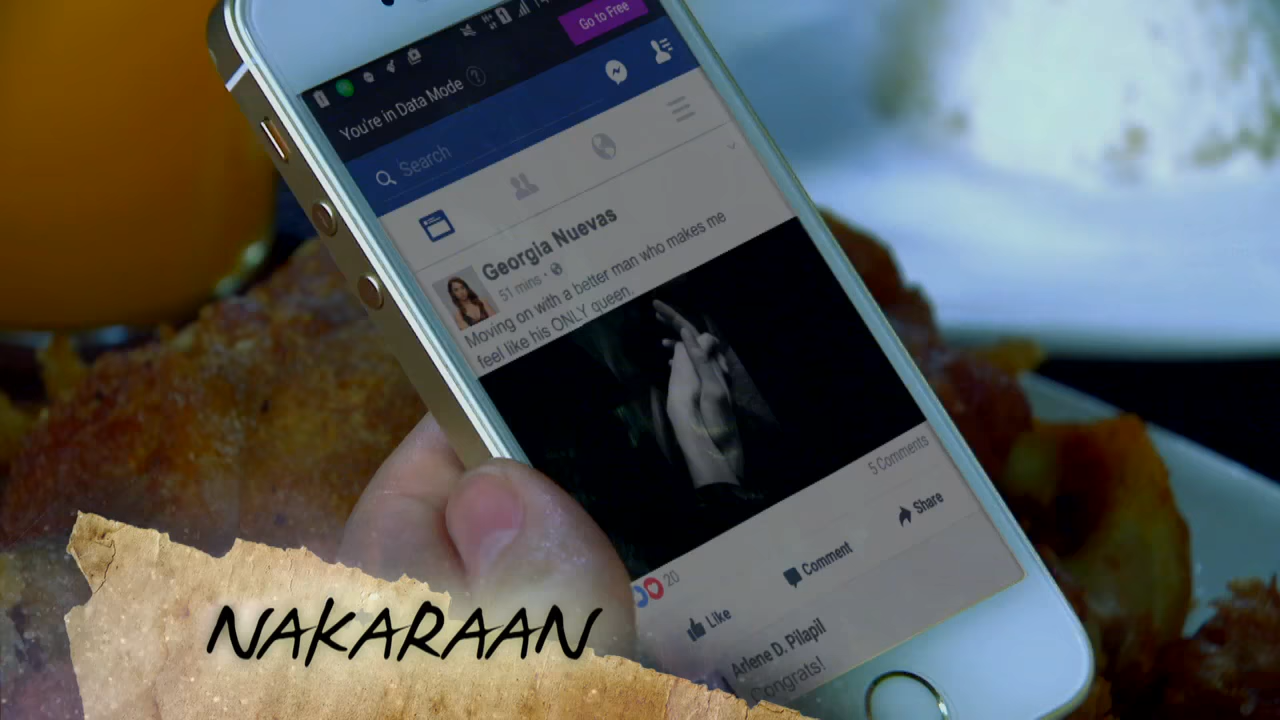 Go to Free
You're in Data Mode ?
Search
Georgia Nuevas
51 mins ·
Moving on with a better man who makes me
feel like his ONLY queen.
5 Comments
20
Like
Comment
Share
Arlene D. Pilapil
Congrats!
NAKARAAN